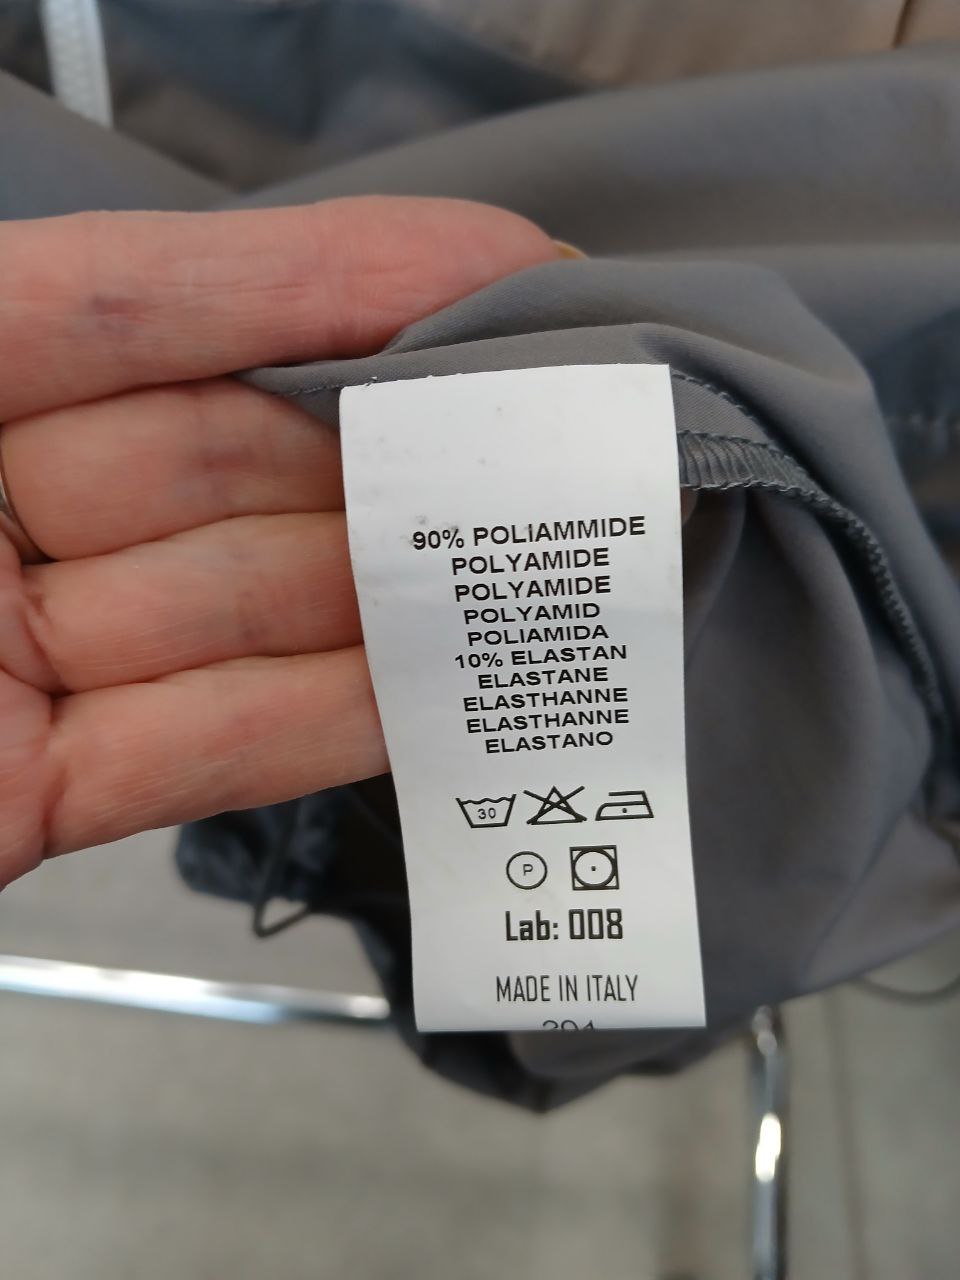 90% POLIAMMIDE
POLYAMIDE
POLYAMIDE
POLYAMID
POLIAMIDA
10% ELASTAN
ELASTANE
ELASTHANNE
ELASTHANNE
ELASTANO
30
P
Lab: 008
MADE IN ITALY